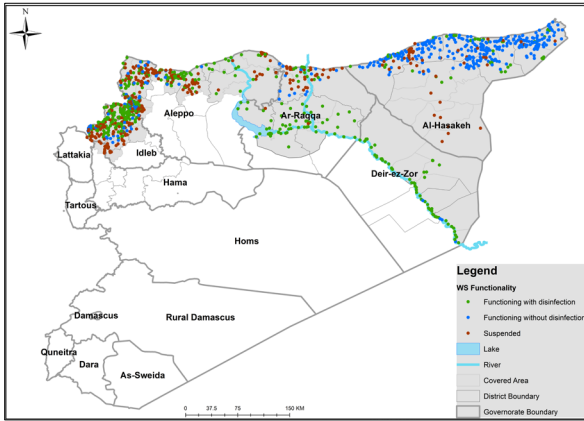 N
Aleppo
Ar-Raqqa
Al-Hasakeh
Lattakia
Idleb
Deir-ez-Zor
Hama
Tartous
Homs
Damascus
Rural Damascus
Quneitra
Dara
As-Sweida
0 37.5 75 150 KM
Legend
WS Functionality
Functioning with disinfection
Functioning without disinfection
Suspended
Lake
River
Covered Area
District Boundary
Governorate Boundary